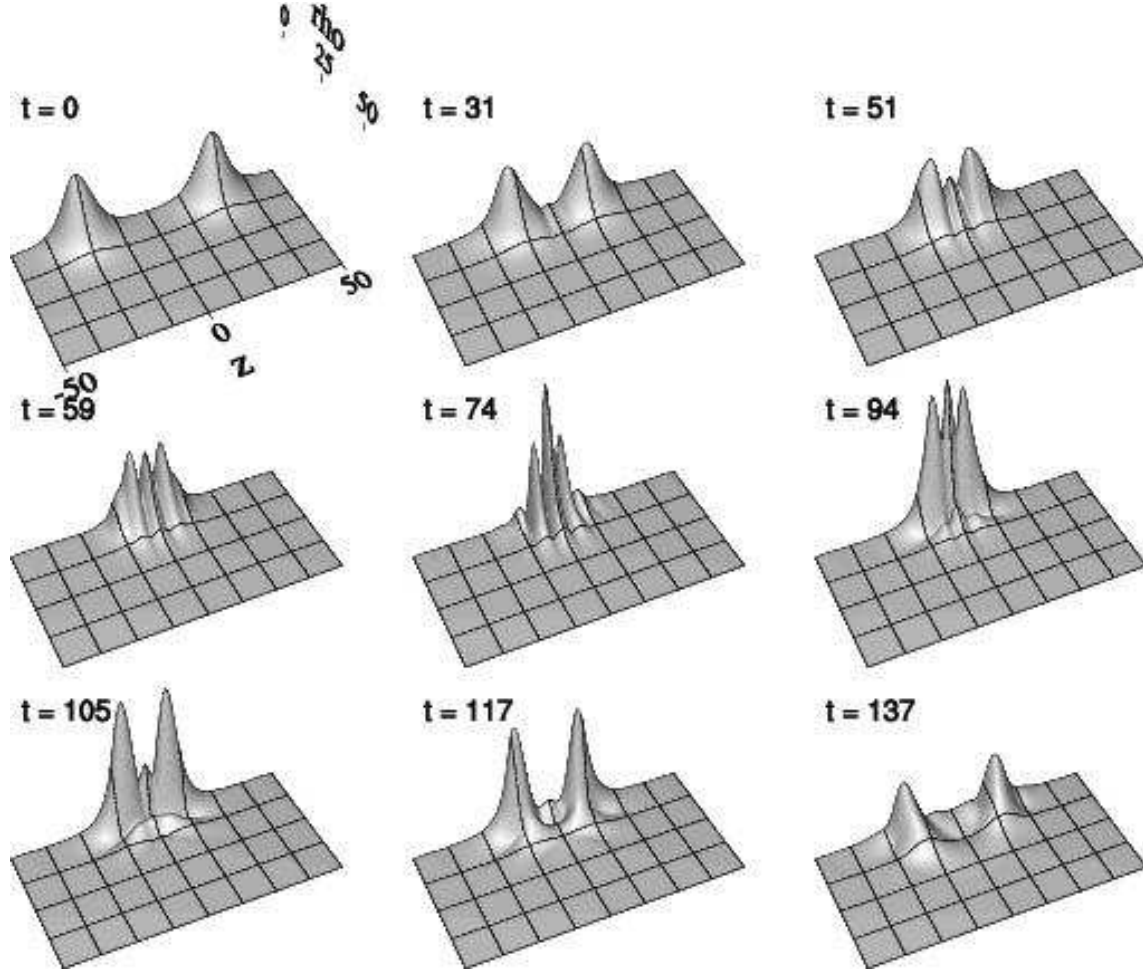 0
rho
25
50
t = 0
t = 31
t = 51
50
0
z
-50
t = 59
t = 74
t = 94
t = 105
t = 117
t = 137